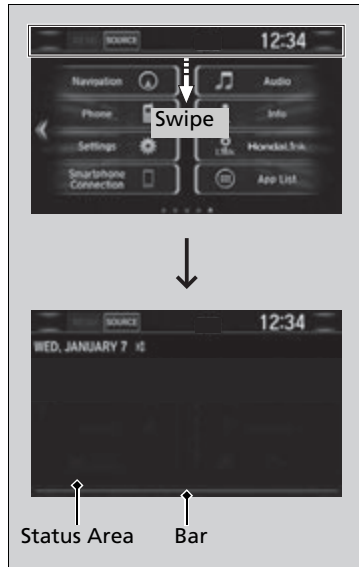 MENU SOURCE 12:34
Navigation Audio
Swipe
Phone Info
Settings HondaLink
Smartphone
Connection App List
SOURCE 12:34
WED, JANUARY 7
Status Area Bar